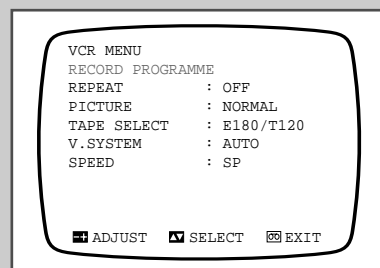 VCR MENU
RECORD PROGRAMME
REPEAT : OFF
PICTURE : NORMAL
TAPE SELECT : E180/T120
V.SYSTEM : AUTO
SPEED : SP
ADJUST SELECT EXIT